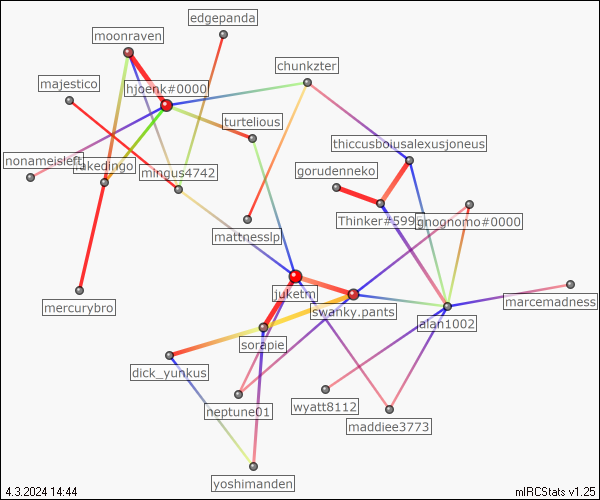 edgepanda
moonraven
chunkzter
majestico
hjoenk#0000
turtelious
thiccusboiusalexusjoneus
nonameisleft
rakedingo
mingus4742
gorudenneko
Thinker#599
gnognomo#0000
mattnesslp
juketm
swanky.pants
marcemadness
mercurybro
alan1002
sorapie
dick_yunkus
neptune01
wyatt8112
maddiee3773
yoshimanden
4.3.2024 14:44
mIRCStats v1.25